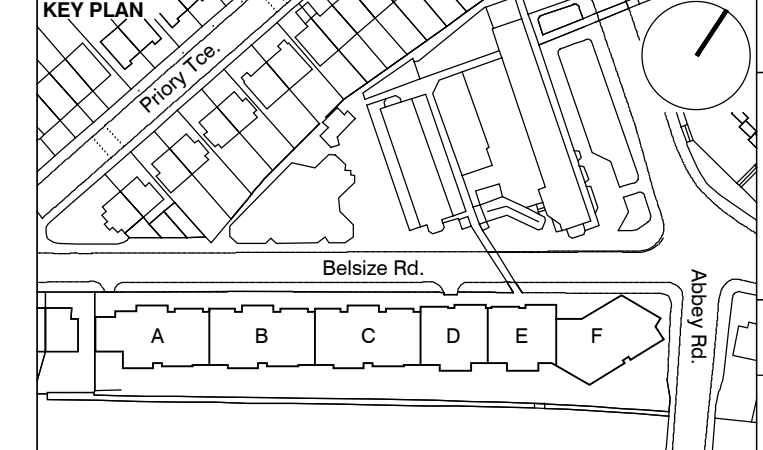 KEY PLAN
Priory Tce.
Belsize Rd.
Abbey Rd.
A B C D E F